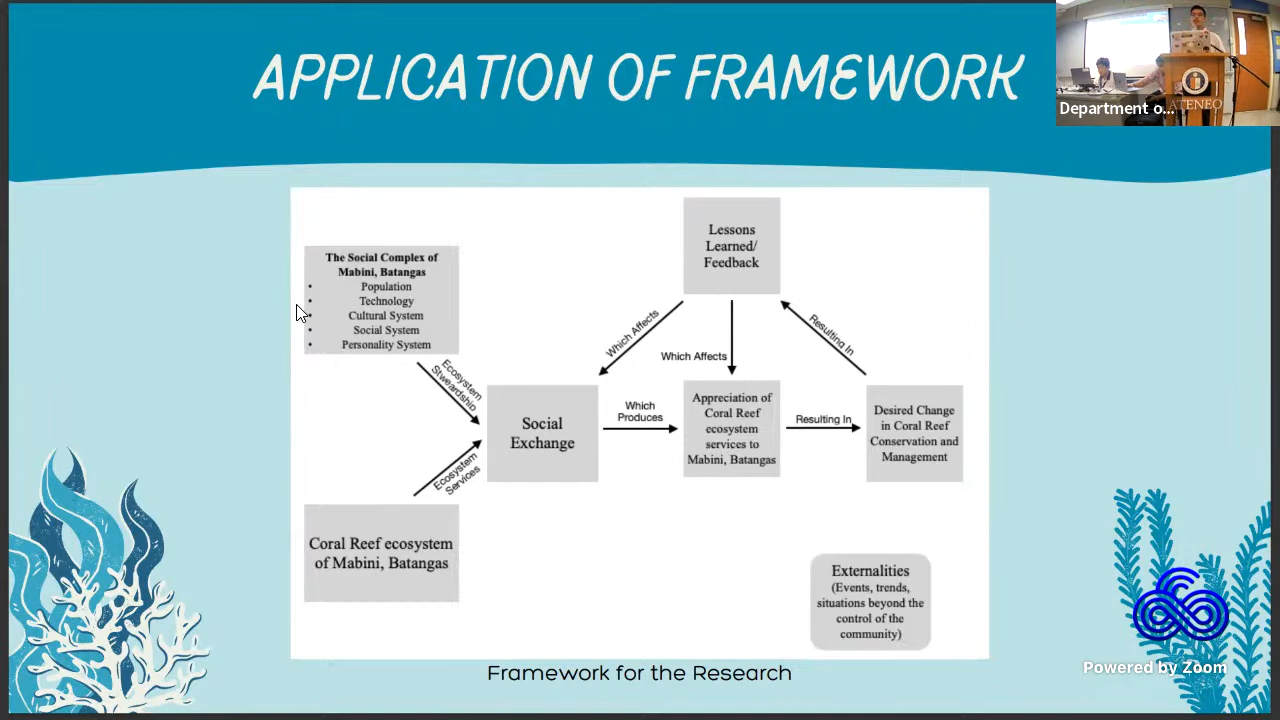 APPLICATION OF FRAMEWORK
Department o...
ATENEO
The Social Complex of
Mabini, Batangas
• Population
• Technology
• Cultural System
• Social System
• Personality System
Ecosystem
Stweardship
Coral Reef ecosystem
of Mabini, Batangas
Ecosystem
Services
Social
Exchange
Which
Produces
Lessons
Learned/
Feedback
Which Affects
Which Affects
Resulting In
Appreciation of
Coral Reef
ecosystem
services to
Mabini, Batangas
Resulting In
Desired Change
in Coral Reef
Conservation and
Management
Externalities
(Events, trends,
situations beyond the
control of the
community)
Framework for the Research
Powered by Zoom